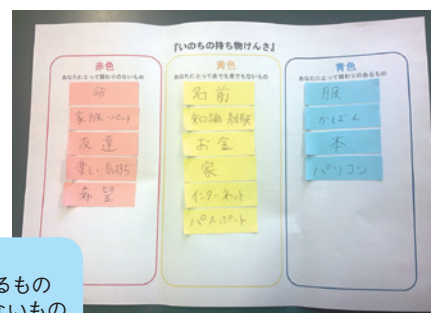 『いのちの持ち物けんさ』
赤色
あなたにとって替わりのないもの
命
家族・ペット
友達
楽しい気持ち
希望
黄色
あなたにとって赤でも青でもないもの
名前
知識・経験
お金
家
インターネット
パスポート
青色
あなたにとって替わりのあるもの
服
かばん
本
パソコン
るもの
ないもの